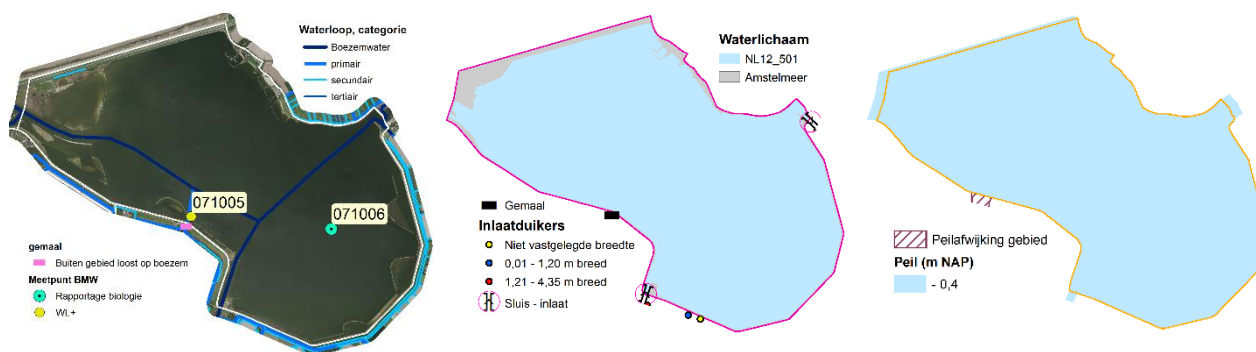 Waterloop, categorie
Boezemwater
primair
secundair
tertiair
071005
071006
gemaal
Buiten gebied loost op boezem
Meetpunt BMW
Rapportage biologie
WL+
Waterlichaam
NL12_501
Amstelmeer
Gemaal
Inlaatduikers
Niet vastgelegde breedte
0,01 - 1,20 m breed
1,21 - 4,35 m breed
Sluis - inlaat
Peilafwijking gebied
Peil (m NAP)
- 0,4